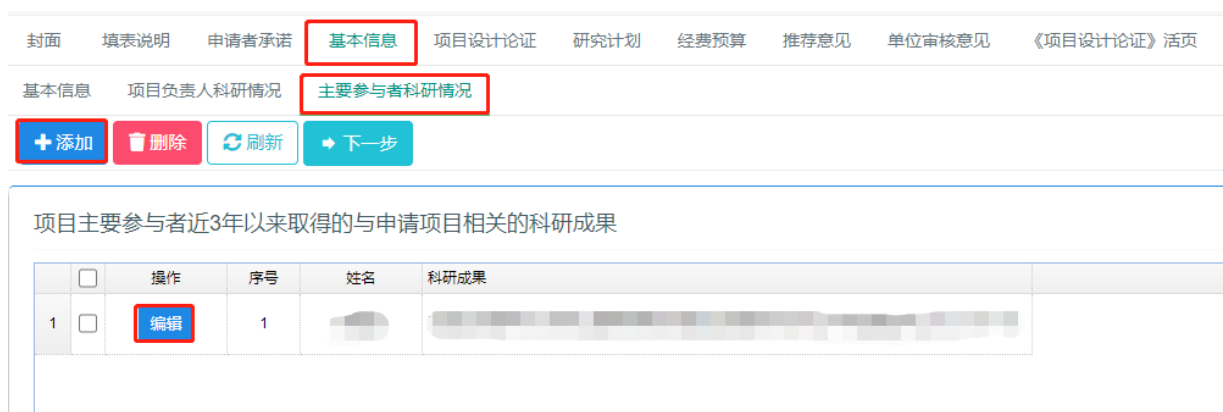 封面 填表说明 申请者承诺 基本信息 项目设计论证 研究计划 经费预算 推荐意见 单位审核意见 《项目设计论证》活页
基本信息 项目负责人科研情况 主要参与者科研情况
添加 删除 刷新 下一步
项目主要参与者近3年以来取得的与申请项目相关的科研成果
操作 序号 姓名 科研成果
1 编辑 1